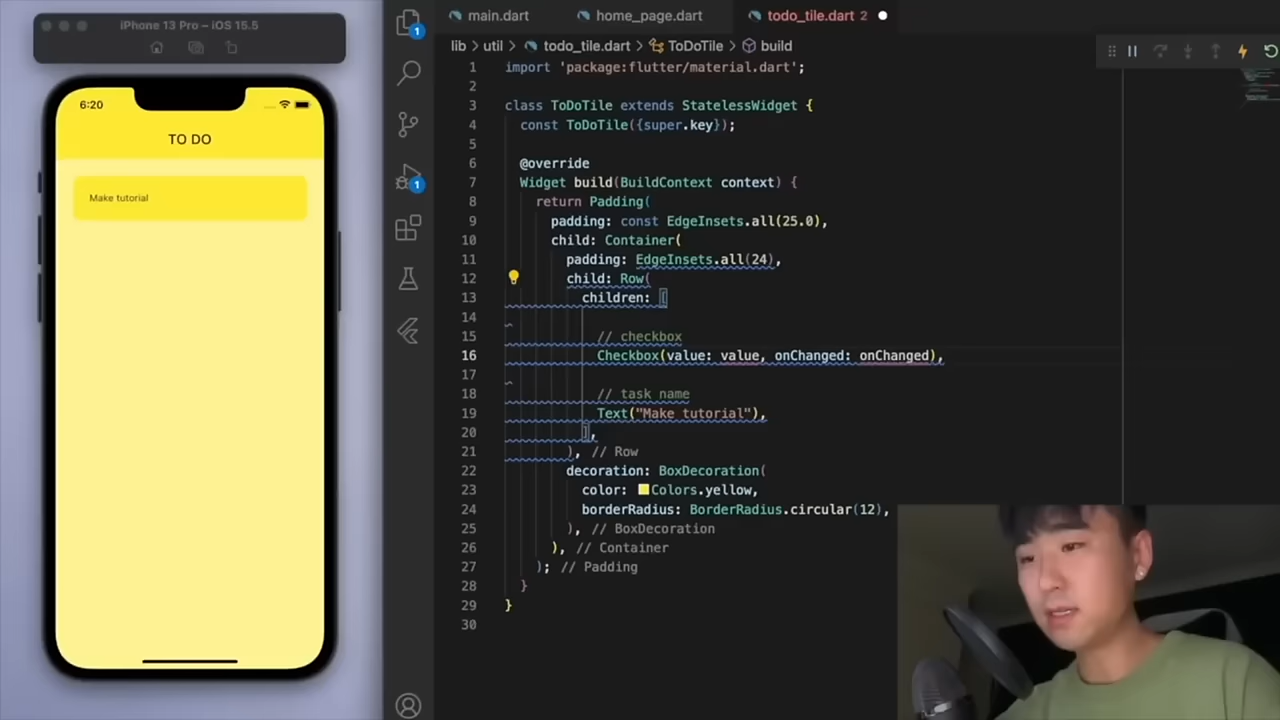 iPhone 13 Pro – iOS 15.5
6:20
TO DO
Make tutorial
1
1
main.dart
home_page.dart
todo_tile.dart 2
lib > util > todo_tile.dart > ToDoTile > build
1 import 'package:flutter/material.dart';
2
3 class ToDoTile extends StatelessWidget {
4 const ToDoTile({super.key});
5
6 @override
7 Widget build(BuildContext context) {
8 return Padding(
9 padding: const EdgeInsets.all(25.0),
10 child: Container(
11 padding: EdgeInsets.all(24),
12 child: Row(
13 children: [
14
15 // checkbox
16 Checkbox(value: value, onChanged: onChanged),
17
18 // task name
19 Text("Make tutorial"),
20 ],
21 ), // Row
22 decoration: BoxDecoration(
23 color: Colors.yellow,
24 borderRadius: BorderRadius.circular(12),
25 ), // BoxDecoration
26 ), // Container
27 ); // Padding
28 }
29 }
30